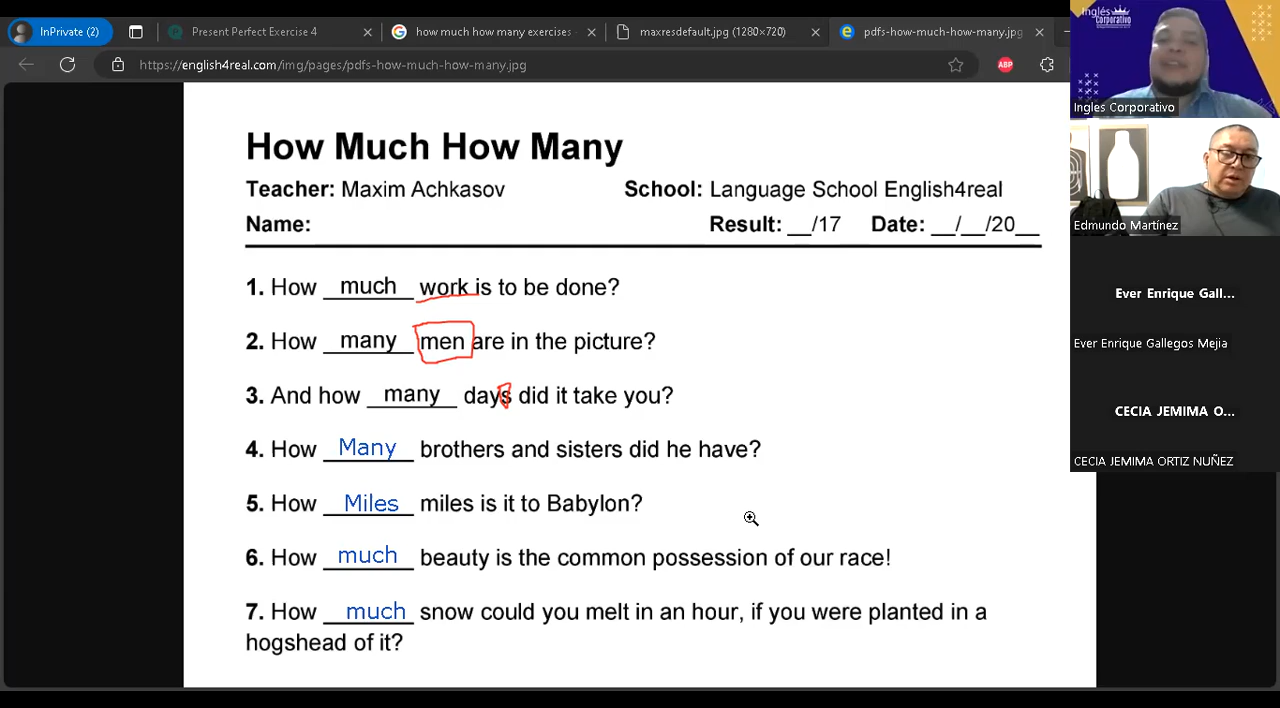 InPrivate (2)
Present Perfect Exercise 4
how much how many exercises
maxresdefault.jpg (1280×720)
pdfs-how-much-how-many.jpg
https://english4real.com/img/pages/pdfs-how-much-how-many.jpg
ABP
Inglés
Corporativo
Ingles Corporativo
Edmundo Martínez
Ever Enrique Gall...
Ever Enrique Gallegos Mejia
CECIA JEMIMA O...
CECIA JEMIMA ORTIZ NUÑEZ
How Much How Many
Teacher: Maxim Achkasov School: Language School English4real
Name: Result: __/17 Date: __/__/20__
1. How much work is to be done?
2. How many men are in the picture?
3. And how many days did it take you?
4. How Many brothers and sisters did he have?
5. How Miles miles is it to Babylon?
6. How much beauty is the common possession of our race!
7. How much snow could you melt in an hour, if you were planted in a
hogshead of it?